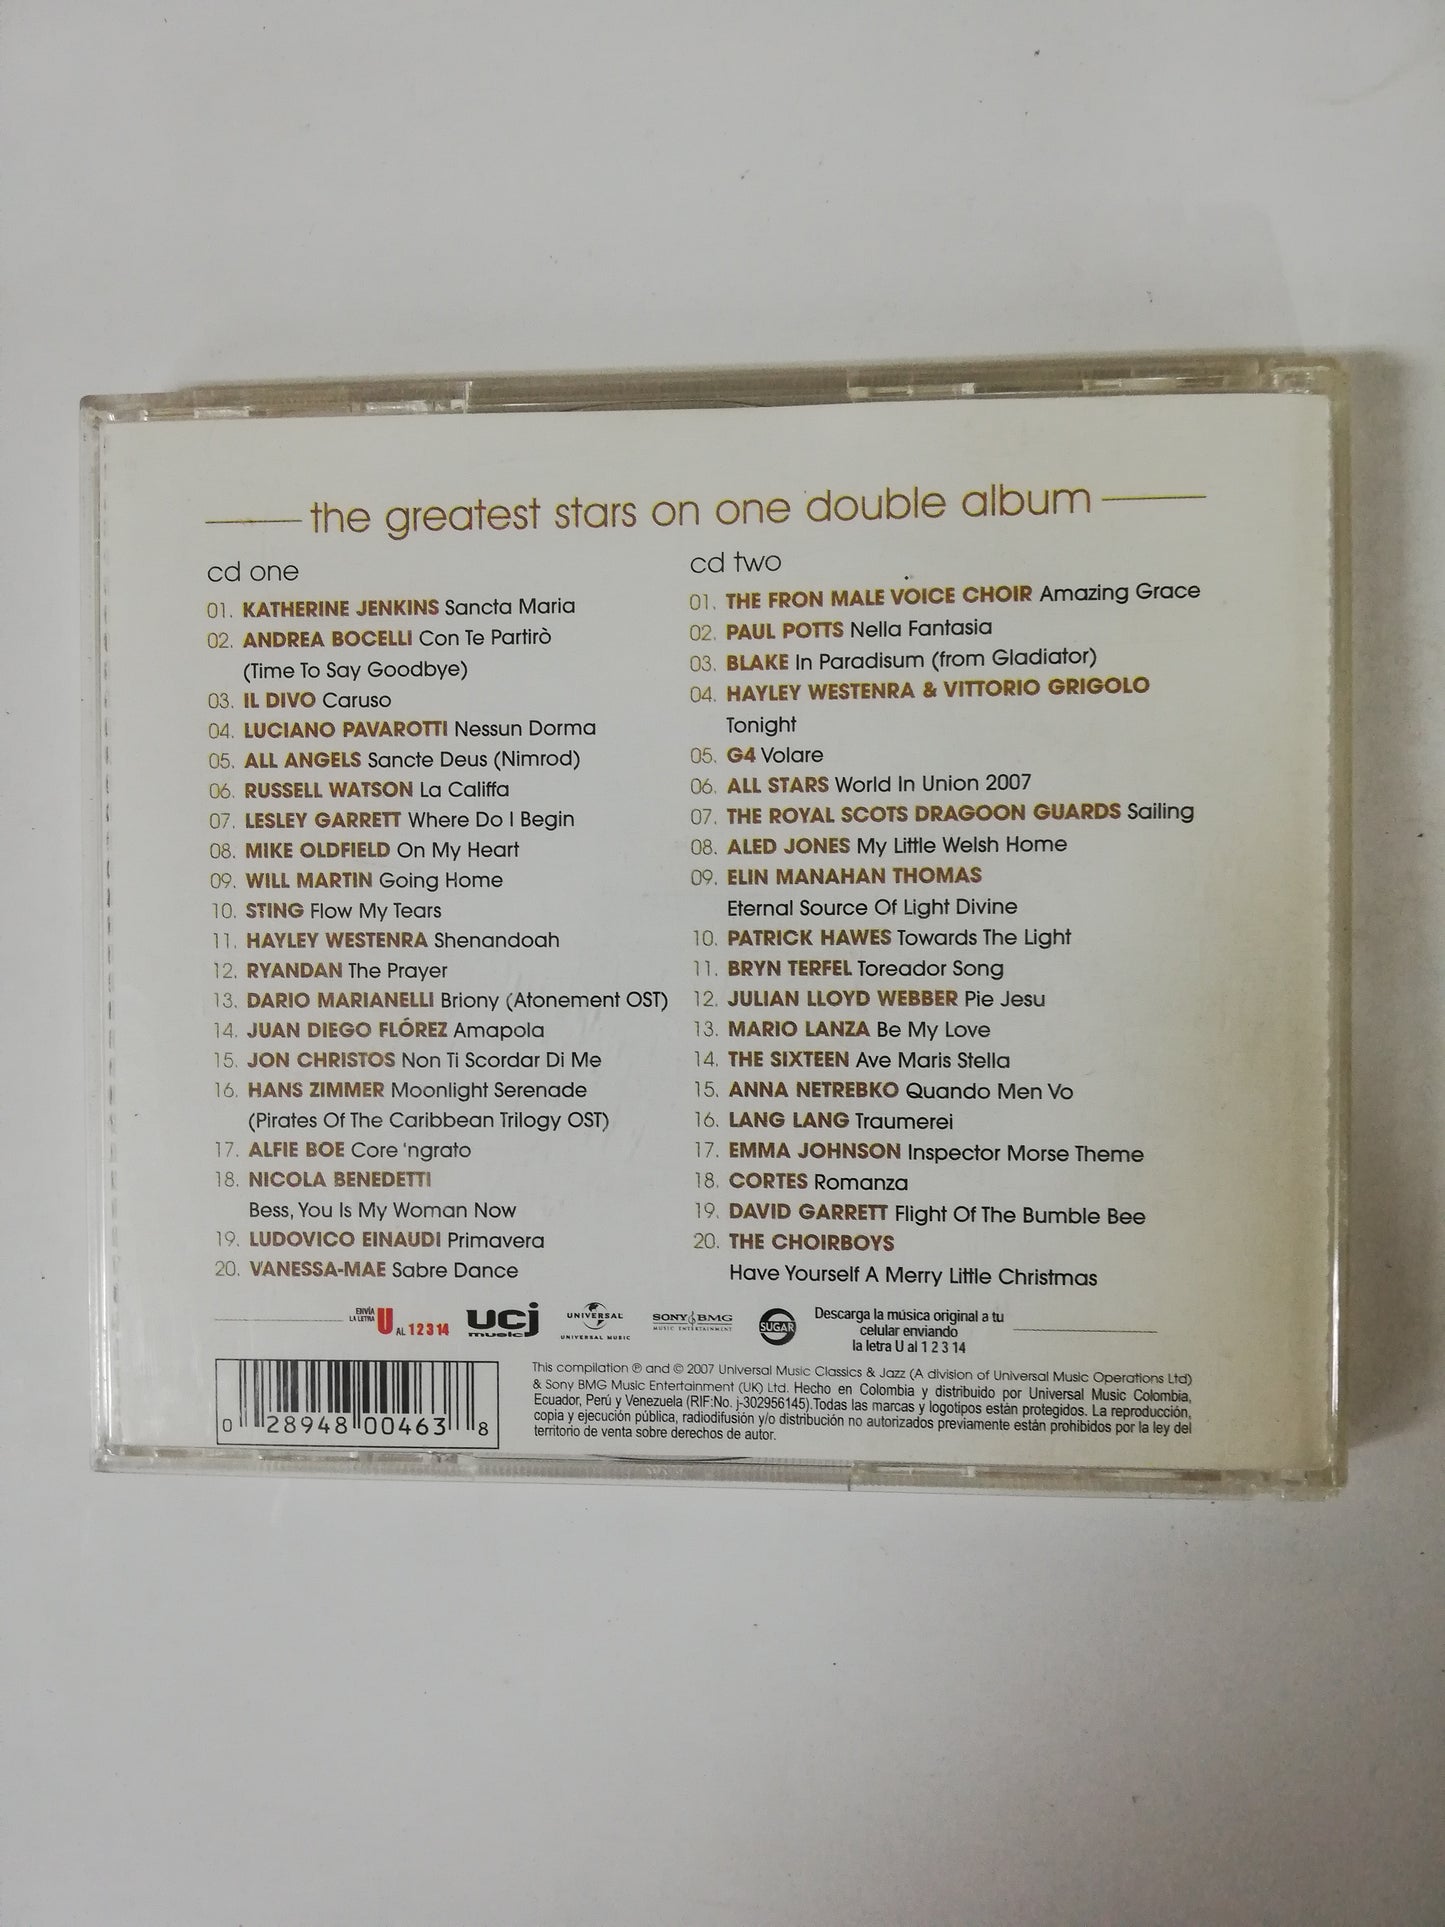 the greatest stars on one double album
cd one
01. KATHERINE JENKINS Sancta Maria
02. ANDREA BOCELLI Con Te Partirò
(Time To Say Goodbye)
03. IL DIVO Caruso
04. LUCIANO PAVAROTTI Nessun Dorma
05. ALL ANGELS Sancte Deus (Nimrod)
06. RUSSELL WATSON La Califfa
07. LESLEY GARRETT Where Do I Begin
08. MIKE OLDFIELD On My Heart
09. WILL MARTIN Going Home
10. STING Flow My Tears
11. HAYLEY WESTENRA Shenandoah
12. RYANDAN The Prayer
13. DARIO MARIANELLI Briony (Atonement OST)
14. JUAN DIEGO FLÓREZ Amapola
15. JON CHRISTOS Non Ti Scordar Di Me
16. HANS ZIMMER Moonlight Serenade
(Pirates Of The Caribbean Trilogy OST)
17. ALFIE BOE Core 'ngrato
18. NICOLA BENEDETTI
Bess, You Is My Woman Now
19. LUDOVICO EINAUDI Primavera
20. VANESSA-MAE Sabre Dance
cd two
01. THE FRON MALE VOICE CHOIR Amazing Grace
02. PAUL POTTS Nella Fantasia
03. BLAKE In Paradisum (from Gladiator)
04. HAYLEY WESTENRA & VITTORIO GRIGOLO
Tonight
05. G4 Volare
06. ALL STARS World In Union 2007
07. THE ROYAL SCOTS DRAGOON GUARDS Sailing
08. ALED JONES My Little Welsh Home
09. ELIN MANAHAN THOMAS
Eternal Source Of Light Divine
10. PATRICK HAWES Towards The Light
11. BRYN TERFEL Toreador Song
12. JULIAN LLOYD WEBBER Pie Jesu
13. MARIO LANZA Be My Love
14. THE SIXTEEN Ave Maris Stella
15. ANNA NETREBKO Quando Men Vo
16. LANG LANG Traumerei
17. EMMA JOHNSON Inspector Morse Theme
18. CORTES Romanza
19. DAVID GARRETT Flight Of The Bumble Bee
20. THE CHOIRBOYS
Have Yourself A Merry Little Christmas
ENVÍA
LA LETRA U AL 12314
ucj
music
UNIVERSAL
UNIVERSAL MUSIC
SONY BMG
MUSIC ENTERTAINMENT
SUGAR
Descarga la música original a tu
celular enviando
la letra U al 1 2 3 14
0 28948 00463 8
This compilation ℗ and © 2007 Universal Music Classics & Jazz (A division of Universal Music Operations Ltd)
& Sony BMG Music Entertainment (UK) Ltd. Hecho en Colombia y distribuido por Universal Music Colombia,
Ecuador, Perú y Venezuela (RIF:No. j-302956145).Todas las marcas y logotipos están protegidos. La reproducción,
copia y ejecución pública, radiodifusión y/o distribución no autorizados previamente están prohibidos por la ley del
territorio de venta sobre derechos de autor.